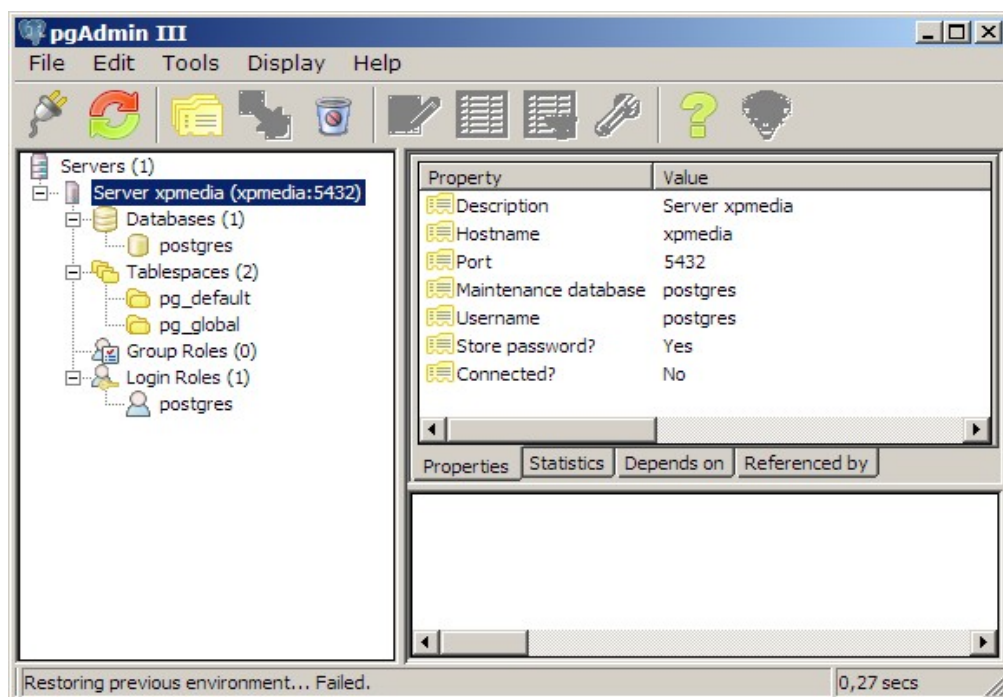 pgAdmin III
File Edit Tools Display Help
Servers (1)
Server xpmedia (xpmedia:5432)
Databases (1)
postgres
Tablespaces (2)
pg_default
pg_global
Group Roles (0)
Login Roles (1)
postgres
Property Value
Description Server xpmedia
Hostname xpmedia
Port 5432
Maintenance database postgres
Username postgres
Store password? Yes
Connected? No
Properties Statistics Depends on Referenced by
Restoring previous environment... Failed. 0,27 secs